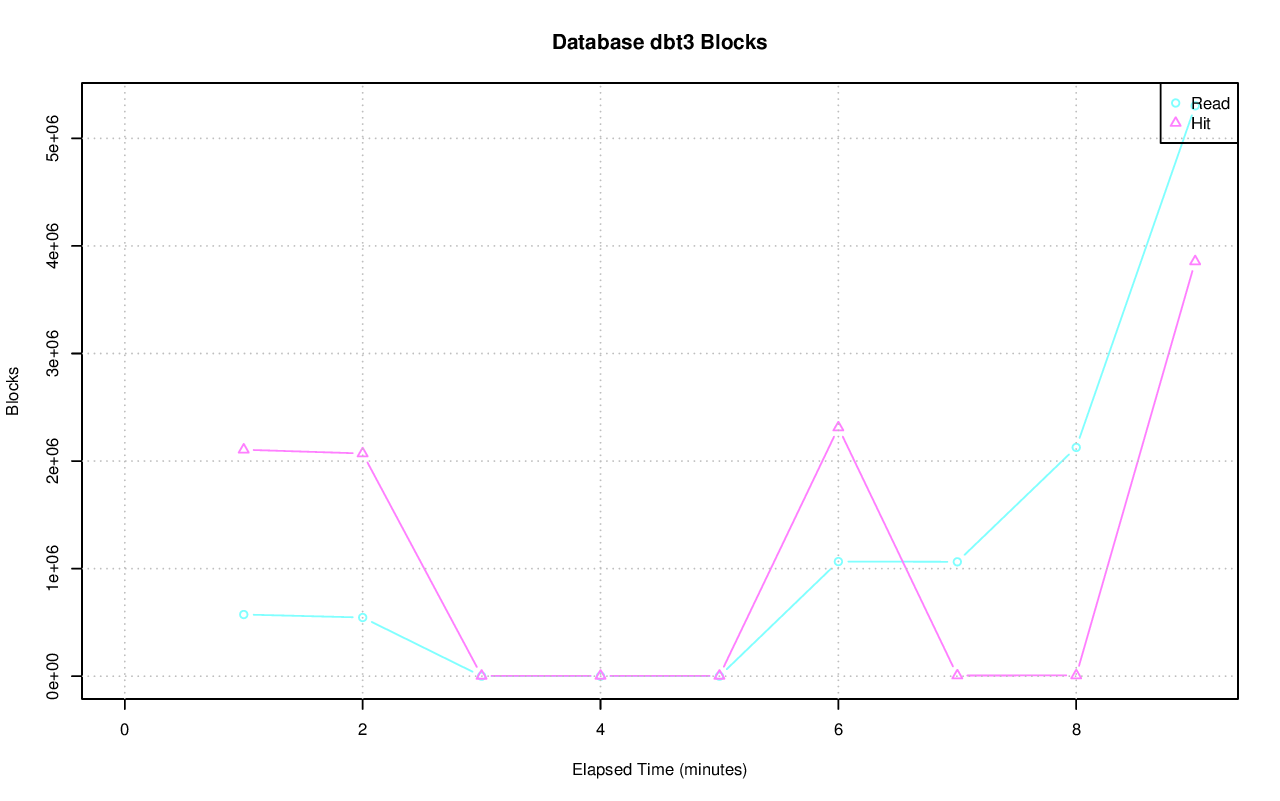 Database dbt3 Blocks
Read
Hit
5e+06
4e+06
3e+06
2e+06
1e+06
0e+00
Blocks
0 2 4 6 8
Elapsed Time (minutes)